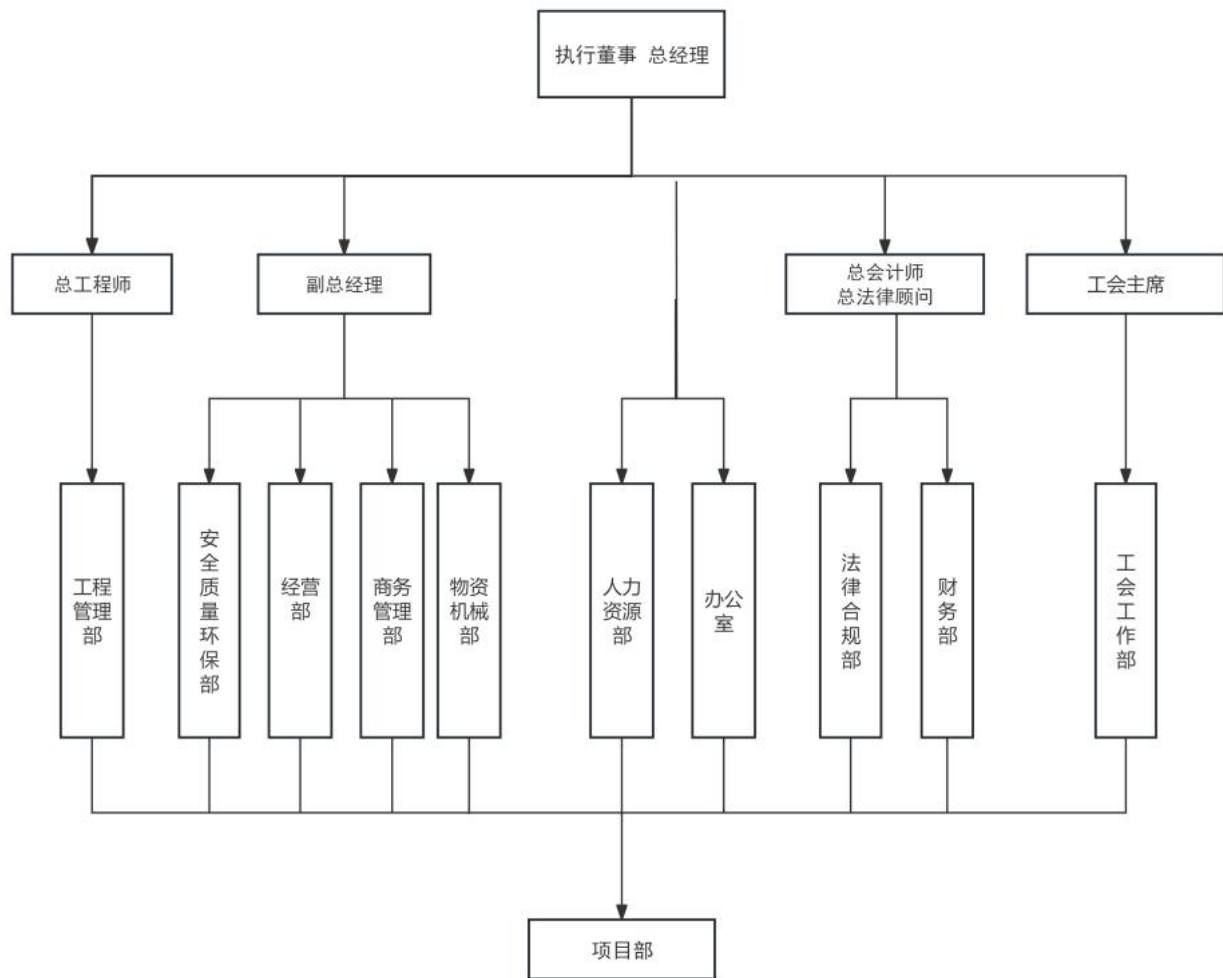 执行董事 总经理
总工程师
副总经理
总会计师
总法律顾问
工会主席
工程
管理
部
安
全
质
量
环
保
部
经营
部
商务
管理
部
物资
机械
部
人力
资源
部
办公
室
法
律
合
规
部
财
务
部
工
会
工
作
部
项目部